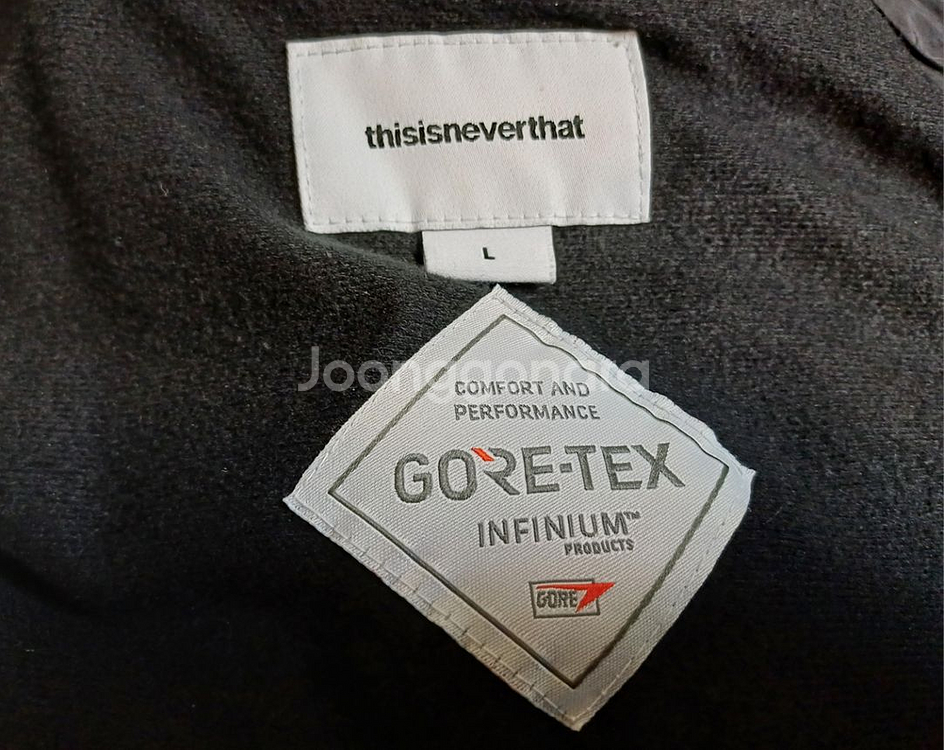 thisisneverthat
L
Joonggonara
COMFORT AND
PERFORMANCE
GORE-TEX
INFINIUM™
PRODUCTS
GORE